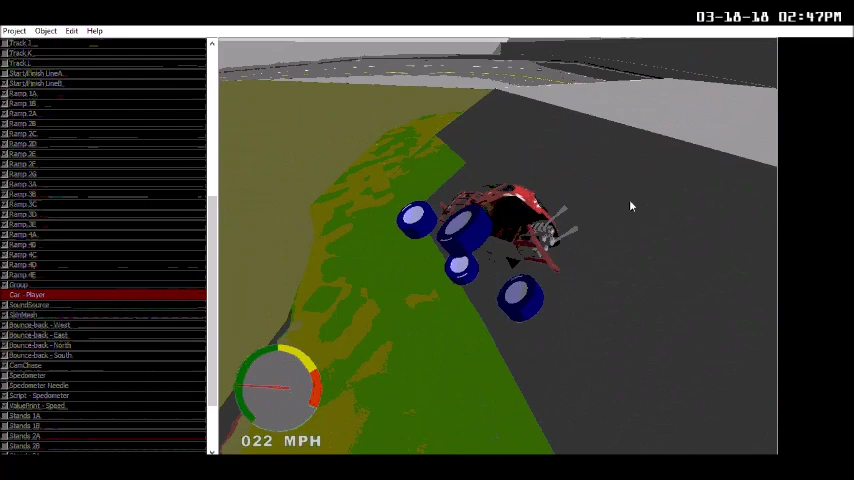 03-18-18 02:47PM
Project Object Edit Help
Track J
Track K
Track L
Start/Finish LineA
Start/Finish LineB
Ramp 1A
Ramp 1B
Ramp 2A
Ramp 2B
Ramp 2C
Ramp 2D
Ramp 2E
Ramp 2F
Ramp 2G
Ramp 3A
Ramp 3B
Ramp 3C
Ramp 3D
Ramp 3E
Ramp 4A
Ramp 4B
Ramp 4C
Ramp 4D
Ramp 4E
Group
Car - Player
SoundSource
SkinMesh
Bounce-back - West
Bounce-back - East
Bounce-back - North
Bounce-back - South
CamChase
Speedometer
Speedometer Needle
Script - Speedometer
ValuePrint - Speed
Stands 1A
Stands 1B
Stands 2A
Stands 2B
022 MPH